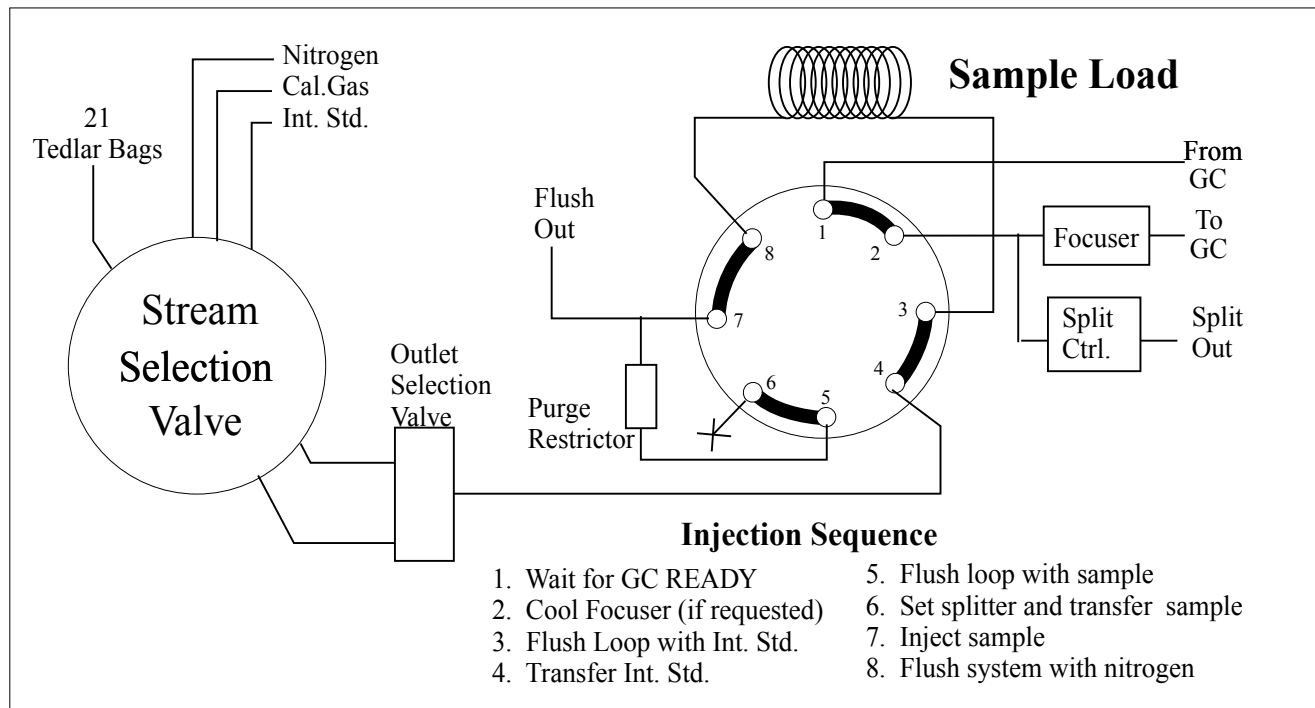 Nitrogen
Cal.Gas
Int. Std.
21
Tedlar Bags
Stream
Selection
Valve
Outlet
Selection
Valve
Flush
Out
Purge
Restrictor
Sample Load
From
GC
To
GC
Focuser
Split
Ctrl.
Split
Out
1
2
3
4
5
6
7
8
Injection Sequence
1. Wait for GC READY
2. Cool Focuser (if requested)
3. Flush Loop with Int. Std.
4. Transfer Int. Std.
5. Flush loop with sample
6. Set splitter and transfer sample
7. Inject sample
8. Flush system with nitrogen